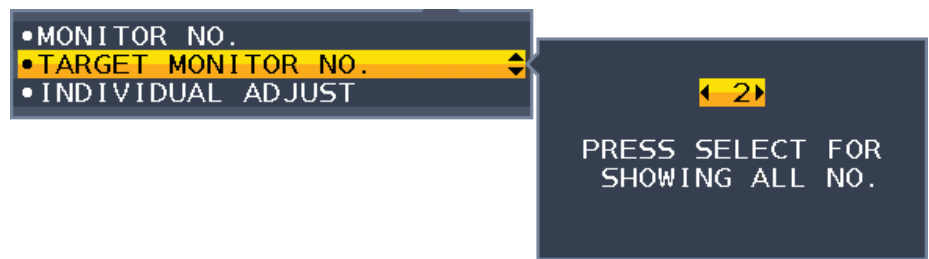 •MONITOR NO.
•TARGET MONITOR NO.
•INDIVIDUAL ADJUST
2
PRESS SELECT FOR
SHOWING ALL NO.